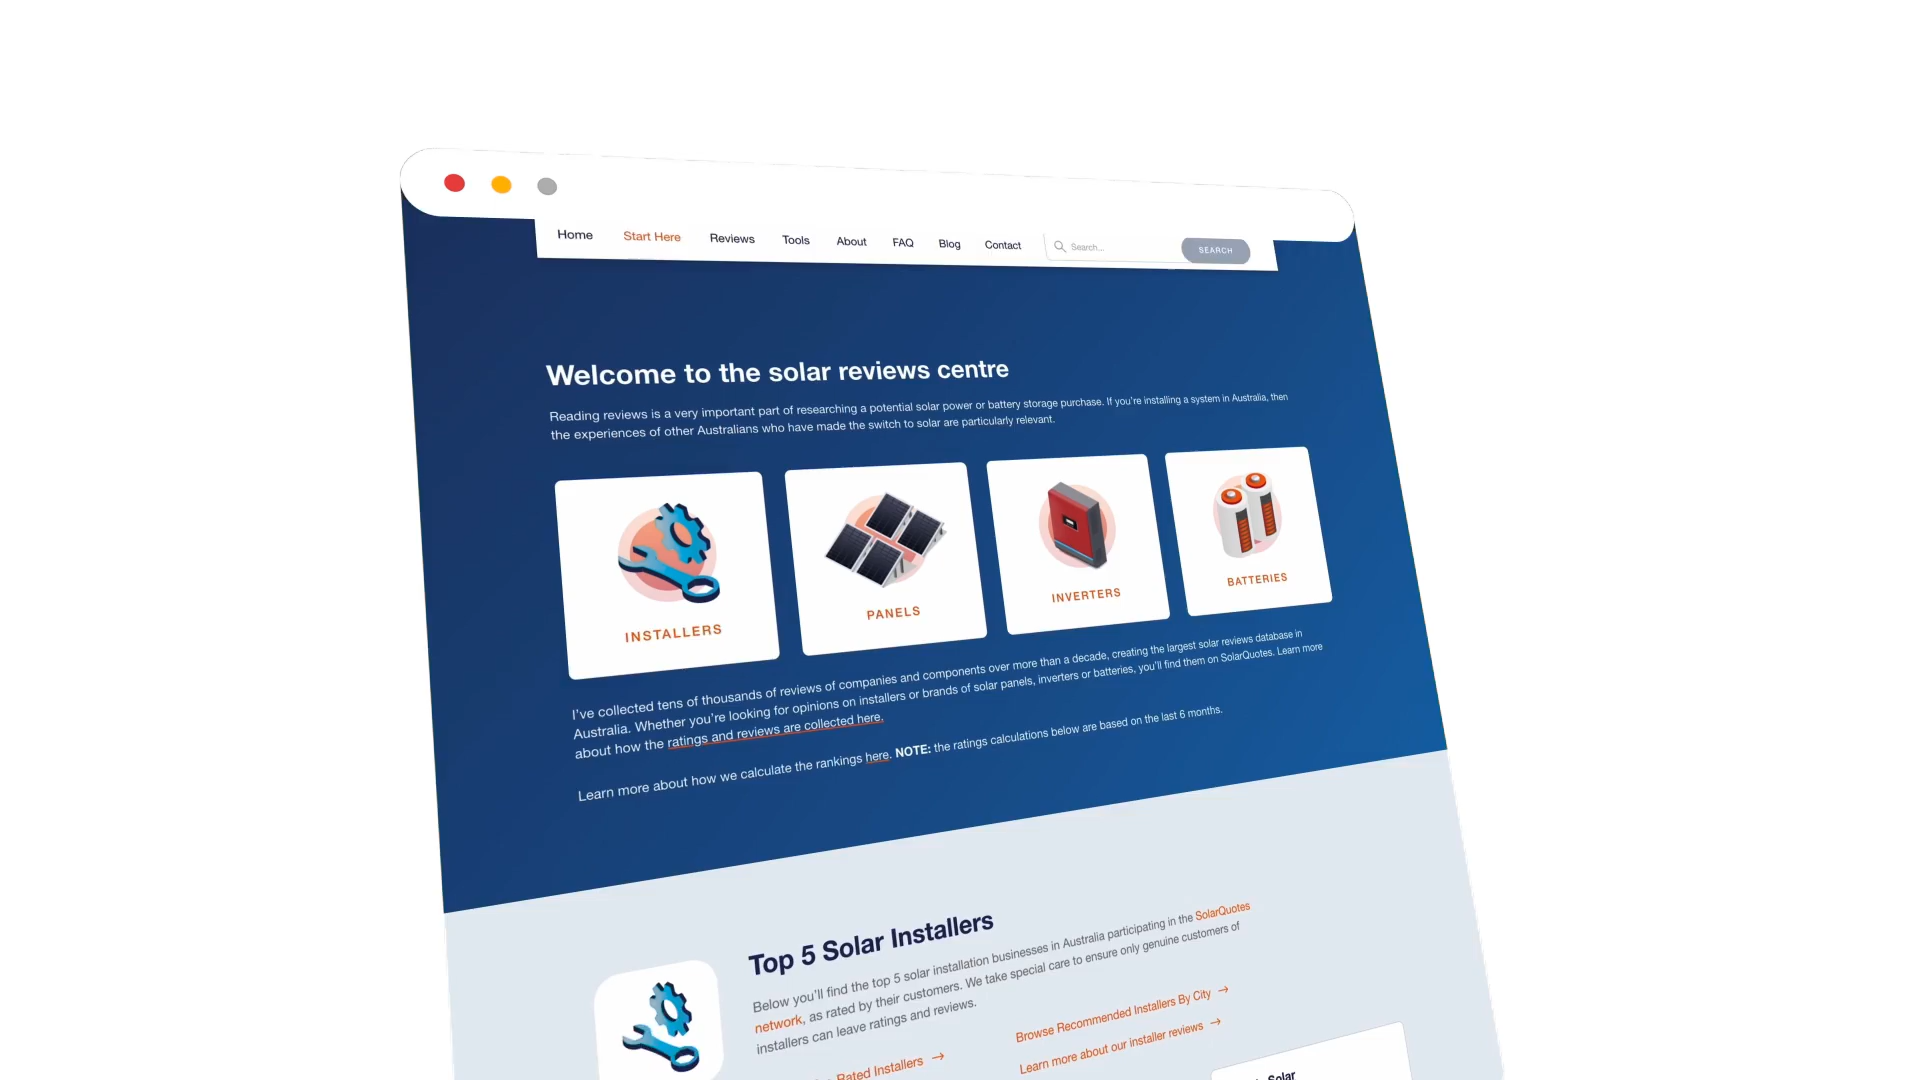 Home Start Here Reviews Tools About FAQ Blog Contact Search... SEARCH
Welcome to the solar reviews centre
Reading reviews is a very important part of researching a potential solar power or battery storage purchase. If you're installing a system in Australia, then
the experiences of other Australians who have made the switch to solar are particularly relevant.
INSTALLERS
PANELS
INVERTERS
BATTERIES
I've collected tens of thousands of reviews of companies and components over more than a decade, creating the largest solar reviews database in
Australia. Whether you're looking for opinions on installers or brands of solar panels, inverters or batteries, you'll find them on SolarQuotes. Learn more
about how the ratings and reviews are collected here.
Learn more about how we calculate the rankings here. NOTE: the ratings calculations below are based on the last 6 months.
Top 5 Solar Installers
Below you'll find the top 5 solar installation businesses in Australia participating in the SolarQuotes
network, as rated by their customers. We take special care to ensure only genuine customers of
installers can leave ratings and reviews.
Browse Recommended Installers By City →
Rated Installers →
Learn more about our installer reviews →
Solar